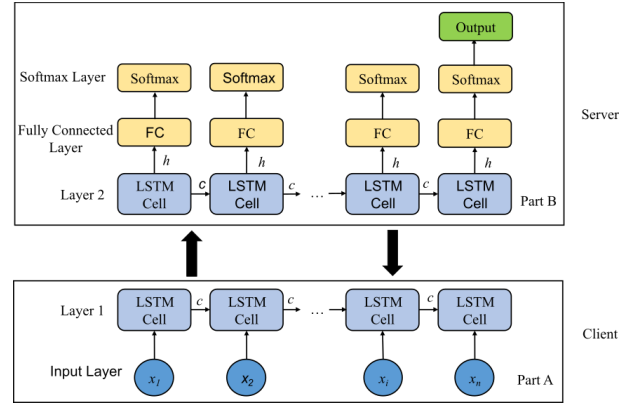 Output
Softmax Layer
Softmax
Softmax
Softmax
Softmax
Server
Fully Connected
Layer
FC
FC
FC
FC
h
h
h
h
Layer 2
LSTM
Cell
c
LSTM
Cell
c
...
LSTM
Cell
c
LSTM
Cell
Part B
Layer 1
LSTM
Cell
c
LSTM
Cell
c
...
LSTM
Cell
c
LSTM
Cell
Client
Input Layer
x1
x2
xi
xn
Part A